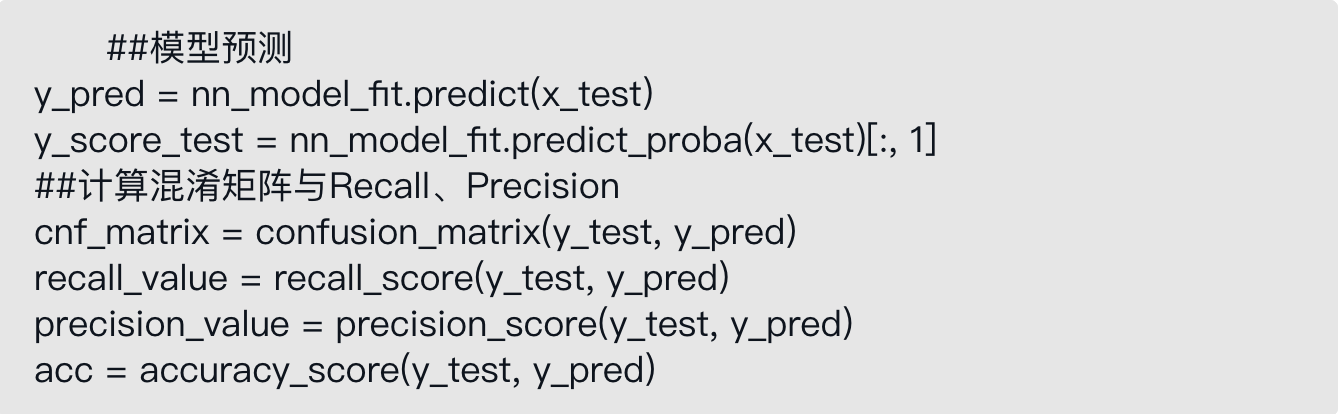 ##模型预测
y_pred = nn_model_fit.predict(x_test)
y_score_test = nn_model_fit.predict_proba(x_test)[:, 1]
##计算混淆矩阵与Recall、Precision
cnf_matrix = confusion_matrix(y_test, y_pred)
recall_value = recall_score(y_test, y_pred)
precision_value = precision_score(y_test, y_pred)
acc = accuracy_score(y_test, y_pred)